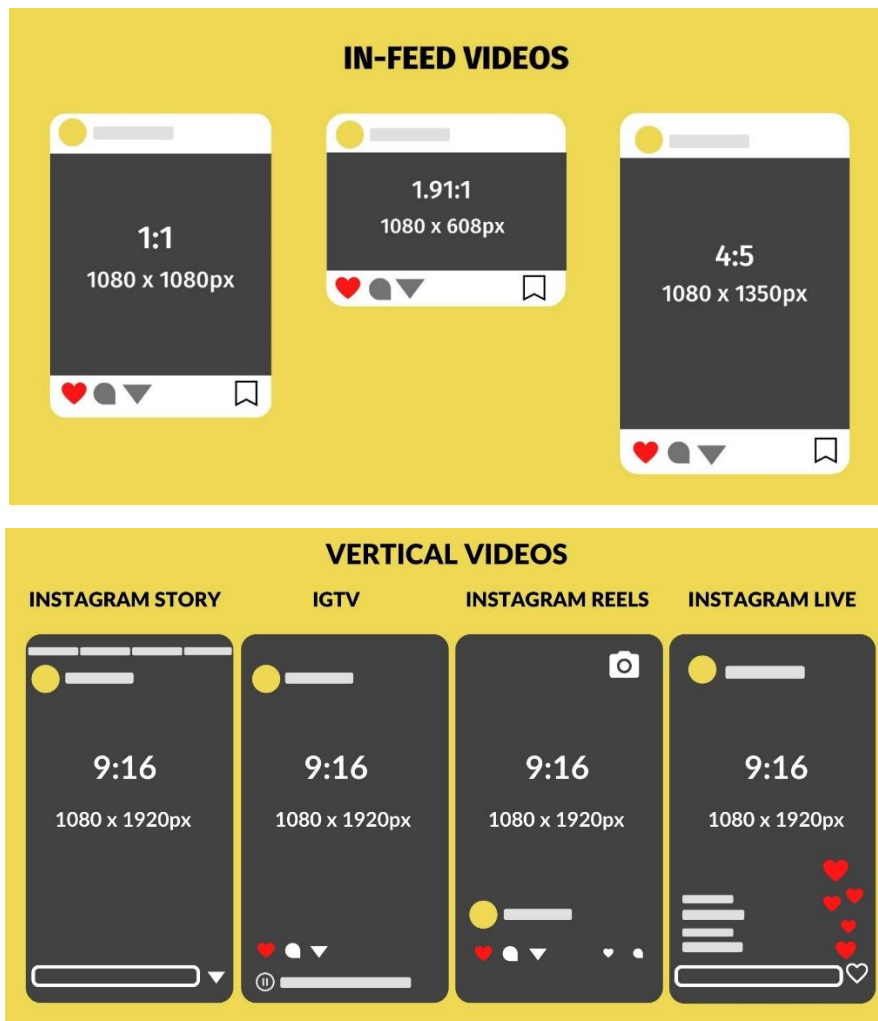 IN-FEED VIDEOS
1:1
1080 x 1080px
1.91:1
1080 x 608px
4:5
1080 x 1350px
VERTICAL VIDEOS
INSTAGRAM STORY
IGTV
INSTAGRAM REELS
INSTAGRAM LIVE
9:16
1080 x 1920px
9:16
1080 x 1920px
9:16
1080 x 1920px
9:16
1080 x 1920px